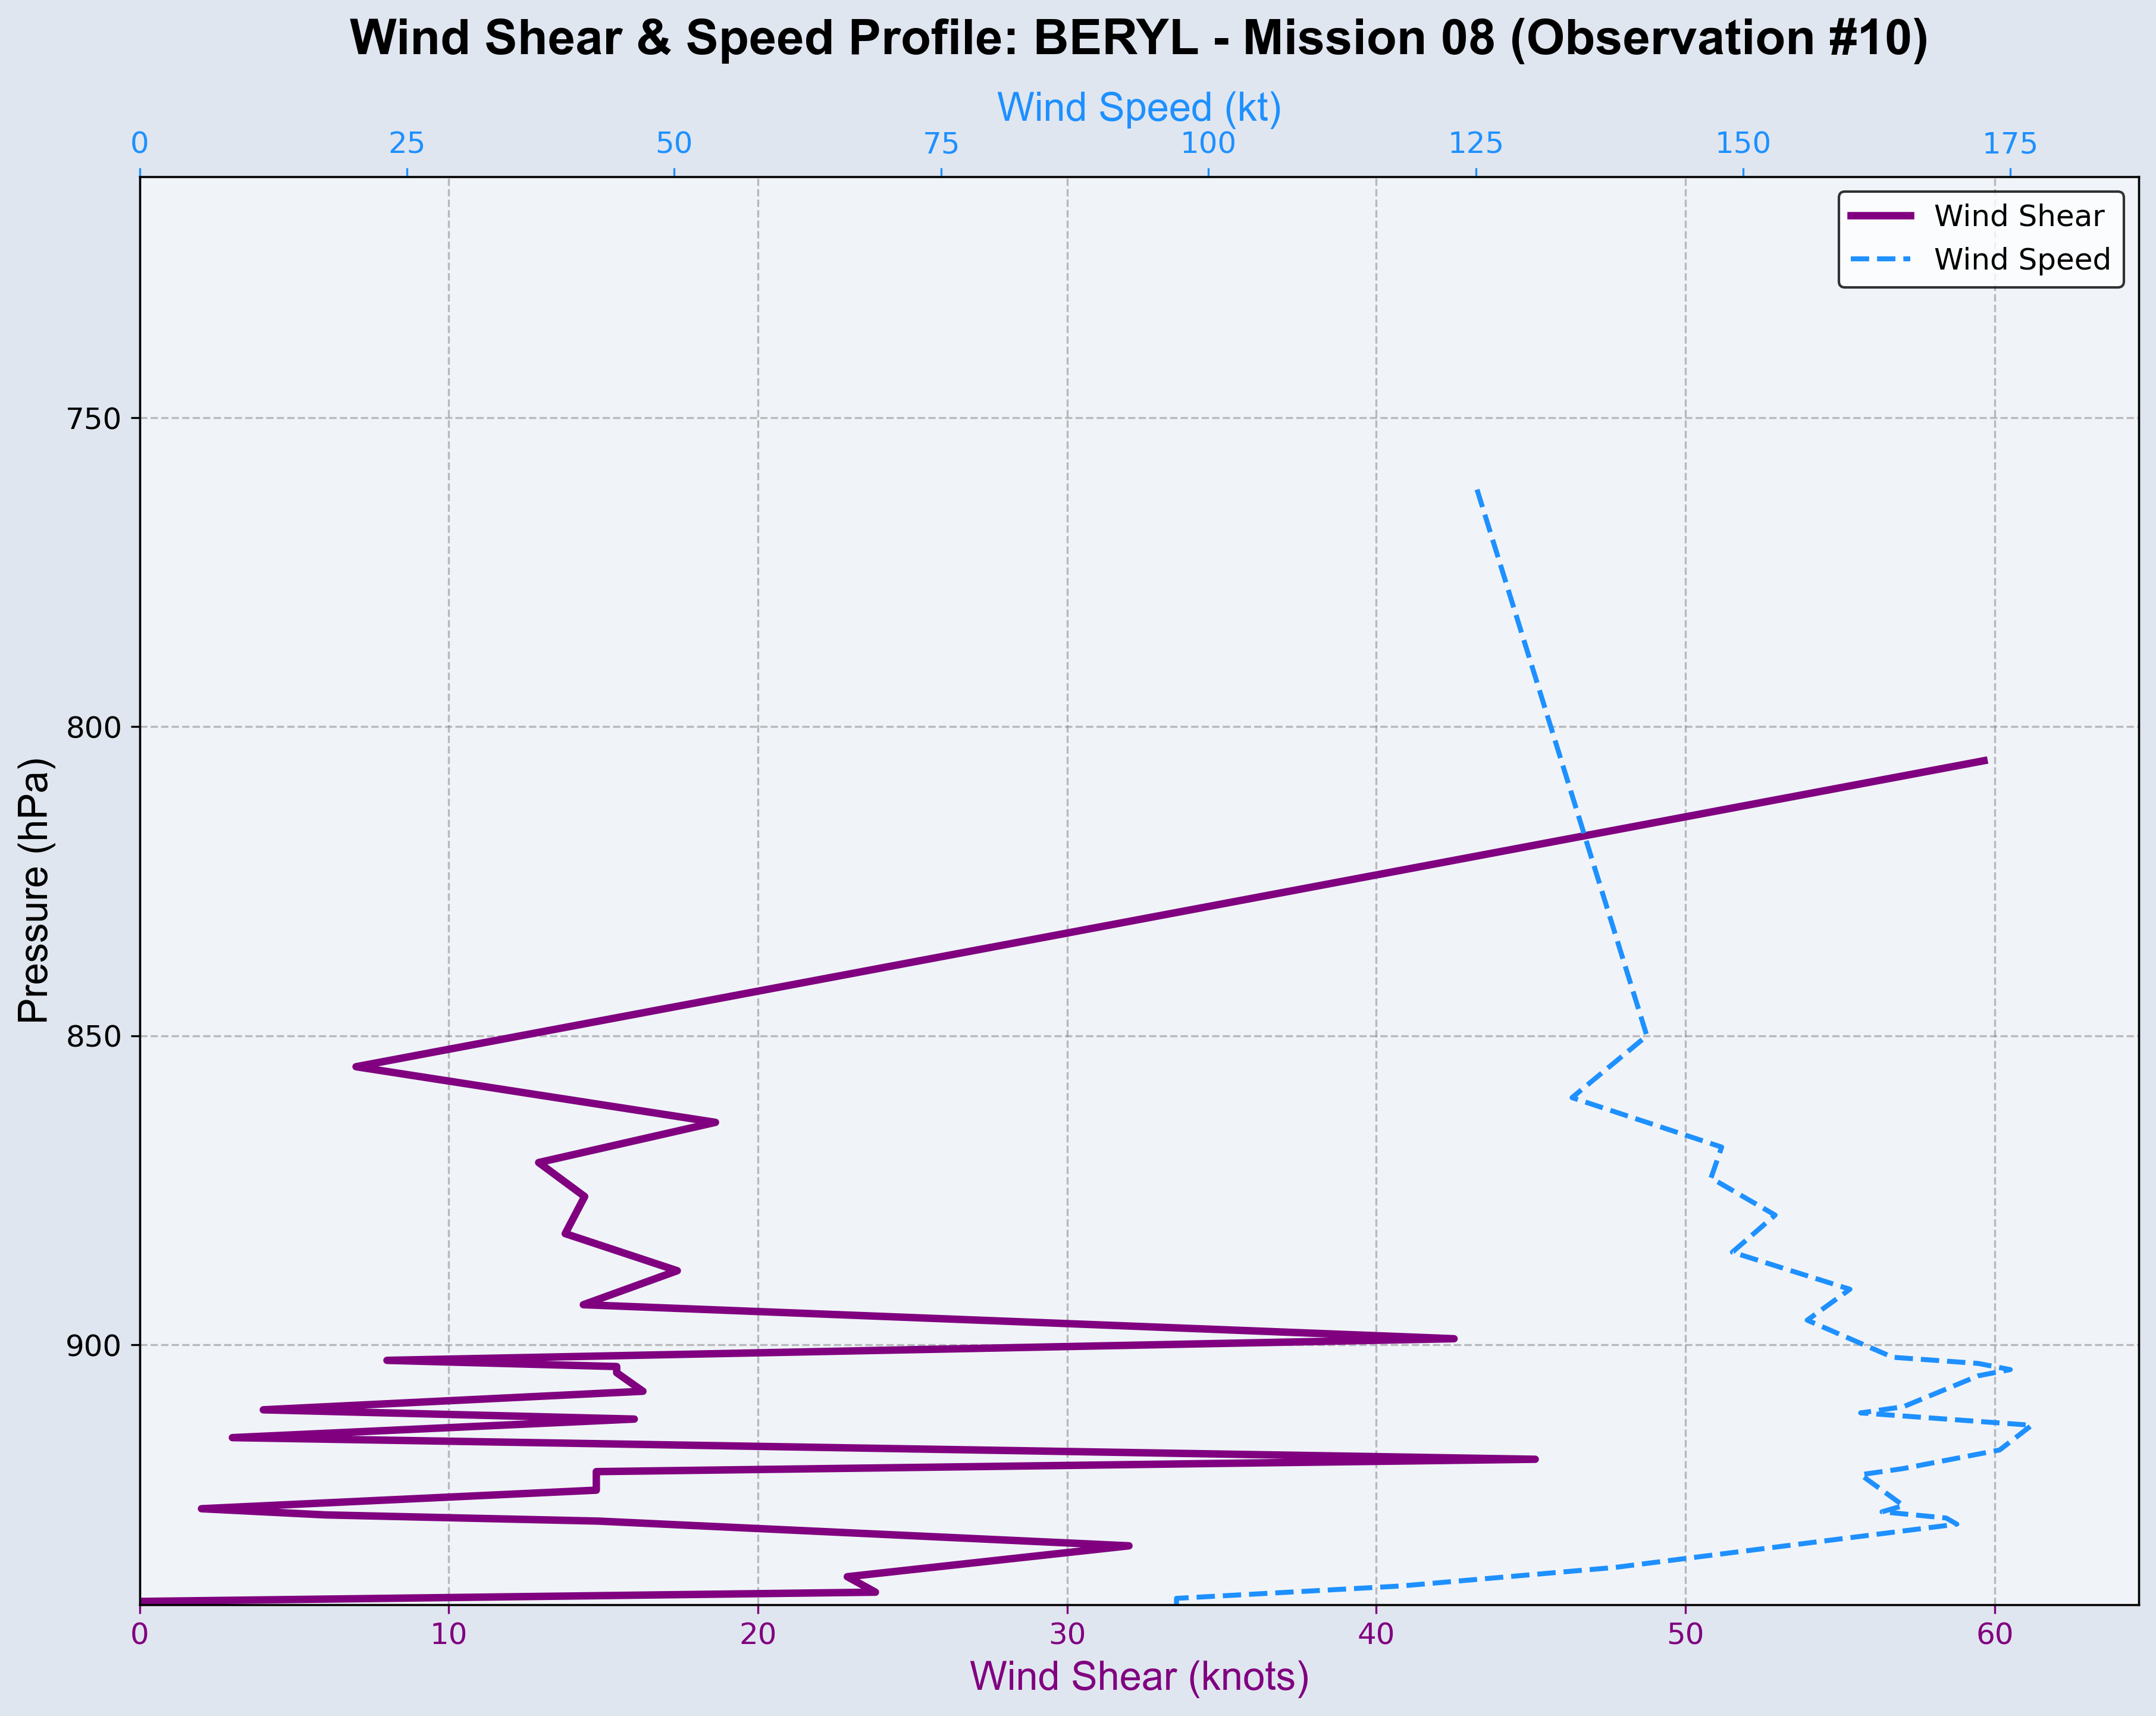 Wind Shear & Speed Profile: BERYL - Mission 08 (Observation #10)
Wind Speed (kt)
0 25 50 75 100 125 150 175
Wind Shear
Wind Speed
750
800
850
900
Pressure (hPa)
0 10 20 30 40 50 60
Wind Shear (knots)